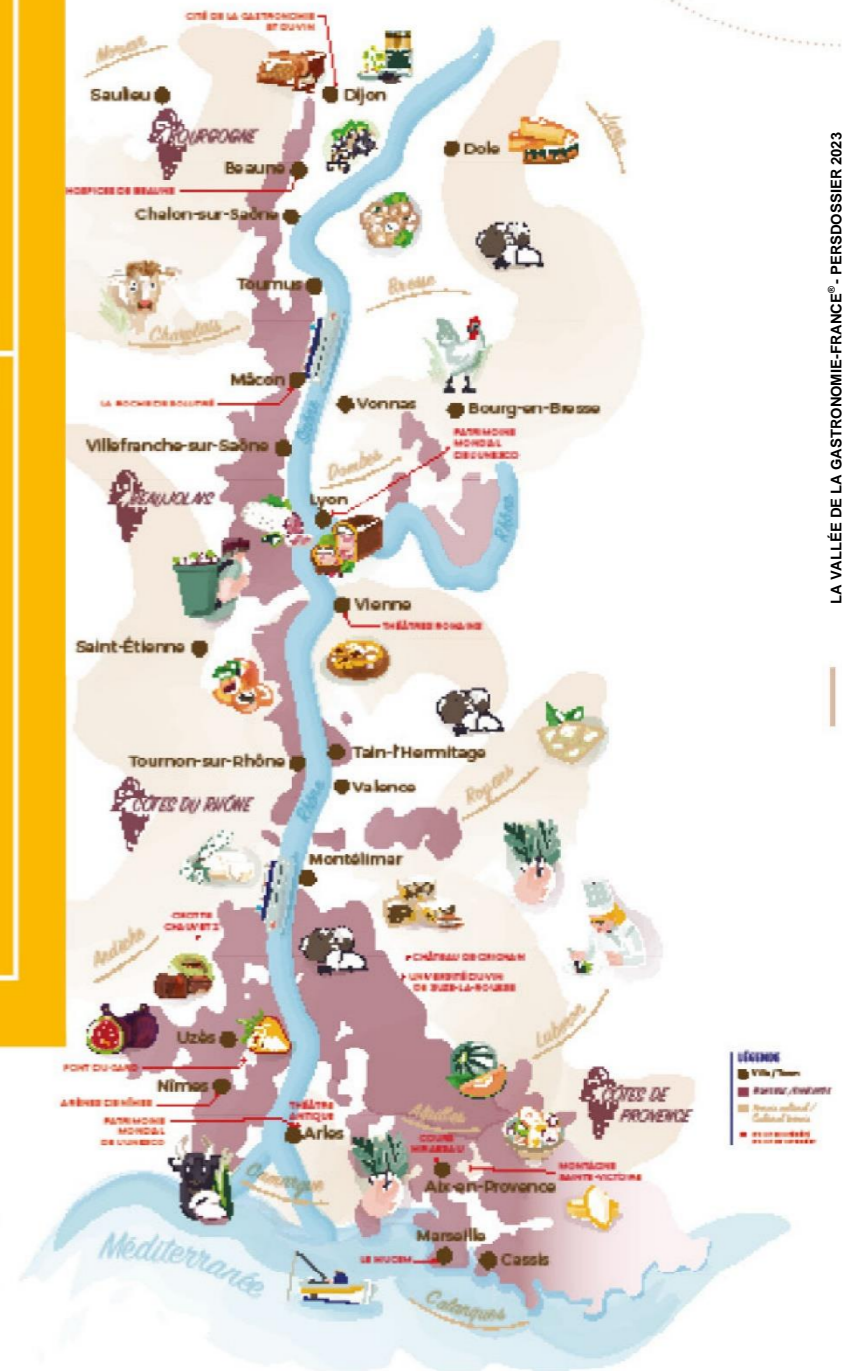 CITÉ DE LA GASTRONOMIE
ET DU VIN
Morvan
Saulieu
Dijon
Jura
BOURGOGNE
Dole
Beaune
HOSPICES DE BEAUNE
Chalon-sur-Saône
Tournus
Bresse
Charolais
Mâcon
LA ROCHE DE SOLUTRÉ
Saône
Vonnas
Bourg-en-Bresse
PATRIMOINE
MONDIAL
DE L'UNESCO
Villefranche-sur-Saône
Dombes
BEAUJOLAIS
Lyon
Rhône
Vienne
THÉÂTRES ROMAINS
Saint-Étienne
Tain-l'Hermitage
Tournon-sur-Rhône
Valence
Royans
CÔTES DU RHÔNE
Rhône
Montélimar
GROTTE
CHAUVET 2
Ardèche
CHÂTEAU DE GRIGNAN
UNIVERSITÉ DU VIN
DE SUZE-LA-ROUSSE
Luberon
Uzès
PONT DU GARD
Nîmes
ARÈNES DE NÎMES
THÉÂTRE
ANTIQUE
PATRIMOINE
MONDIAL
DE L'UNESCO
Arles
Alpilles
CÔTES DE
PROVENCE
COURS
MIRABEAU
MONTAGNE
SAINTE-VICTOIRE
Aix-en-Provence
Camargue
Marseille
LE MUCEM
Cassis
Méditerranée
Calanques
LÉGENDE
Ville / Town
LA VALLÉE DE LA GASTRONOMIE-FRANCE® - PERSDOSSIER 2023